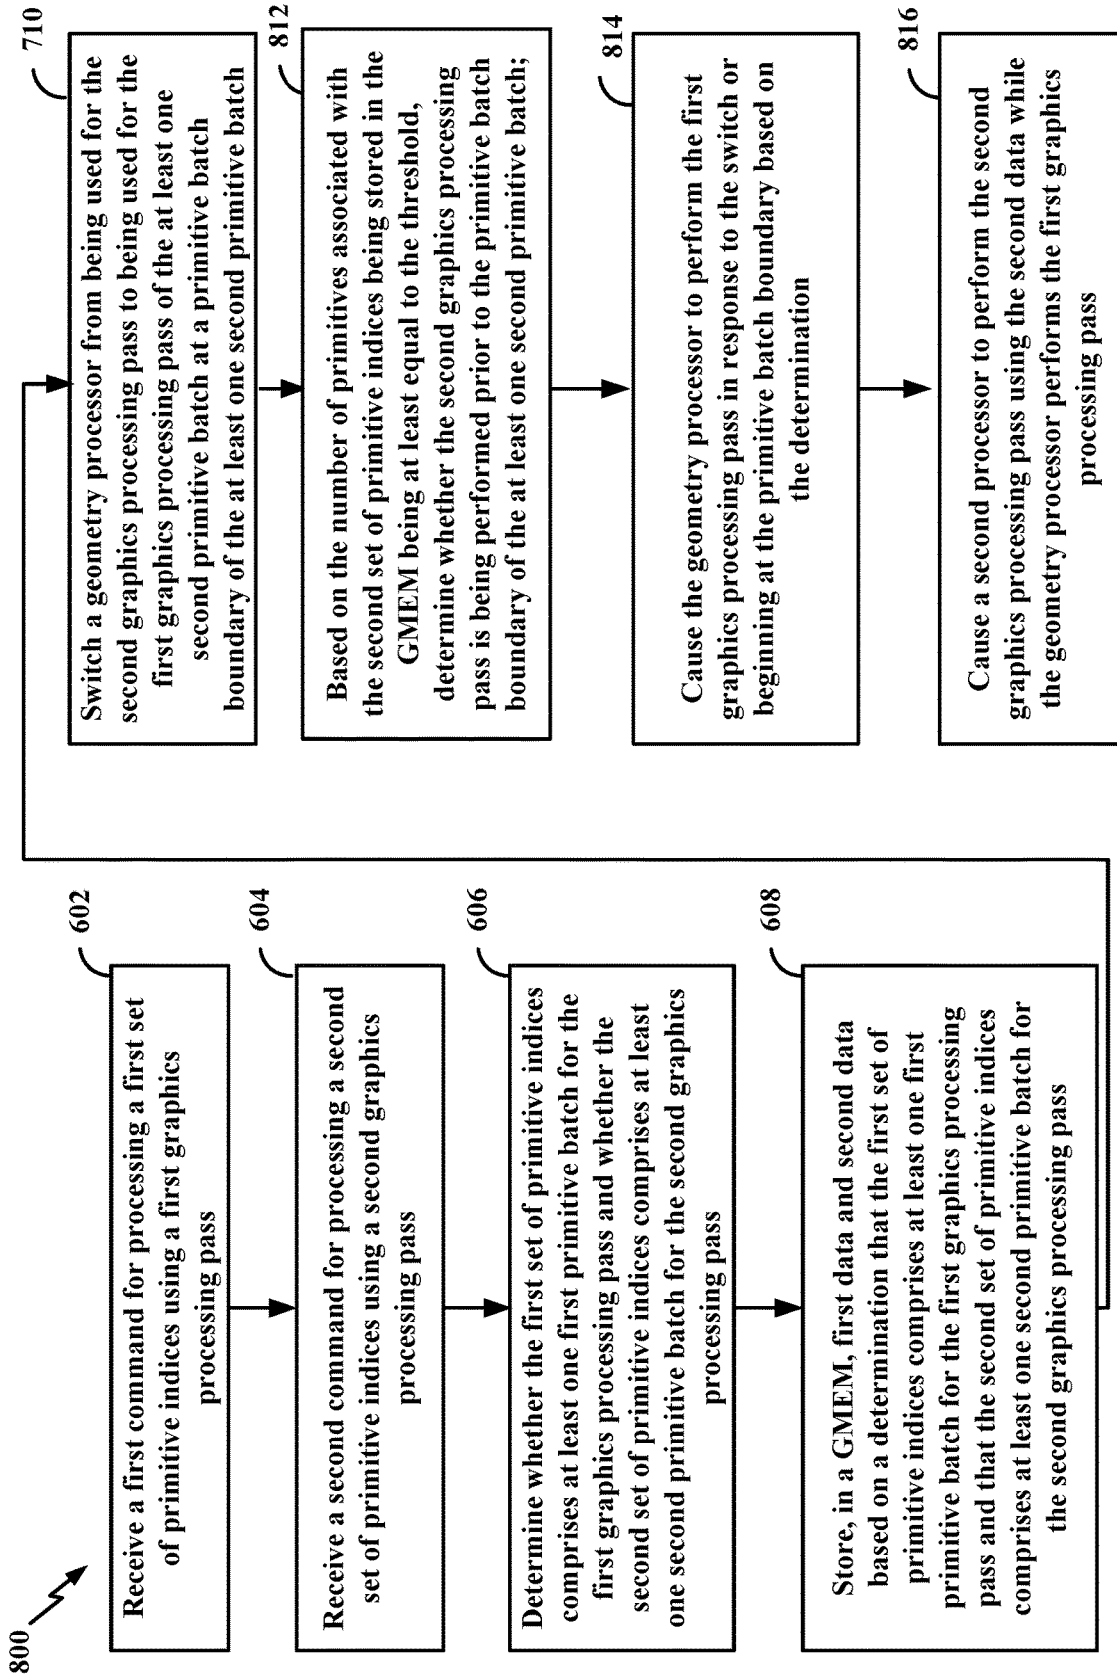 800
602
Receive a first command for processing a first set
of primitive indices using a first graphics
processing pass
604
Receive a second command for processing a second
set of primitive indices using a second graphics
processing pass
606
Determine whether the first set of primitive indices
comprises at least one first primitive batch for the
first graphics processing pass and whether the
second set of primitive indices comprises at least
one second primitive batch for the second graphics
processing pass
608
Store, in a GMEM, first data and second data
based on a determination that the first set of
primitive indices comprises at least one first
primitive batch for the first graphics processing
pass and that the second set of primitive indices
comprises at least one second primitive batch for
the second graphics processing pass
710
Switch a geometry processor from being used for the
second graphics processing pass to being used for the
first graphics processing pass of the at least one
second primitive batch at a primitive batch
boundary of the at least one second primitive batch
812
Based on the number of primitives associated with
the second set of primitive indices being stored in the
GMEM being at least equal to the threshold,
determine whether the second graphics processing
pass is being performed prior to the primitive batch
boundary of the at least one second primitive batch;
814
Cause the geometry processor to perform the first
graphics processing pass in response to the switch or
beginning at the primitive batch boundary based on
the determination
816
Cause a second processor to perform the second
graphics processing pass using the second data while
the geometry processor performs the first graphics
processing pass